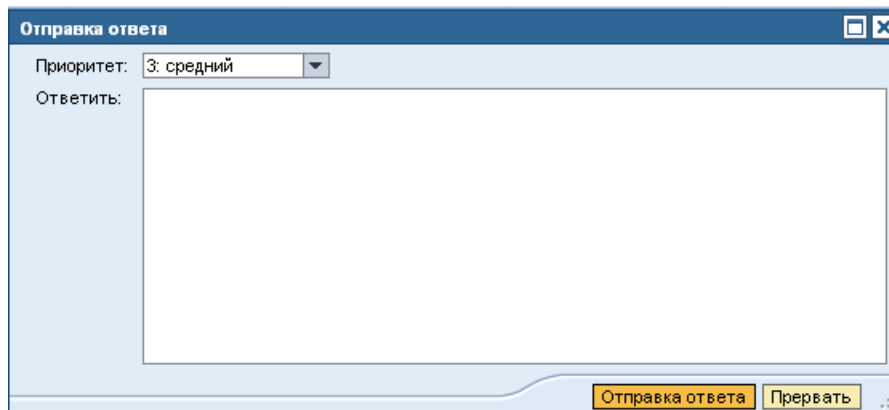 Отправка ответа
Приоритет: 3: средний
Ответить:
Отправка ответа Прервать